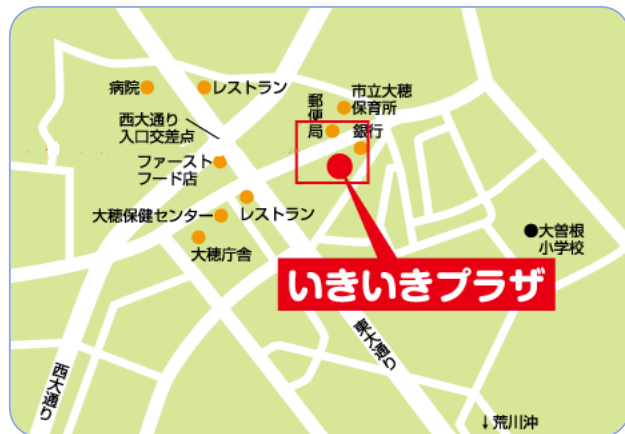 病院
レストラン
市立大穂
保育所
郵便局
銀行
西大通り
入口交差点
ファースト
フード店
大穂保健センター
レストラン
大穂庁舎
大曽根
小学校
いきいきプラザ
東大通り
西大通り
↓荒川沖